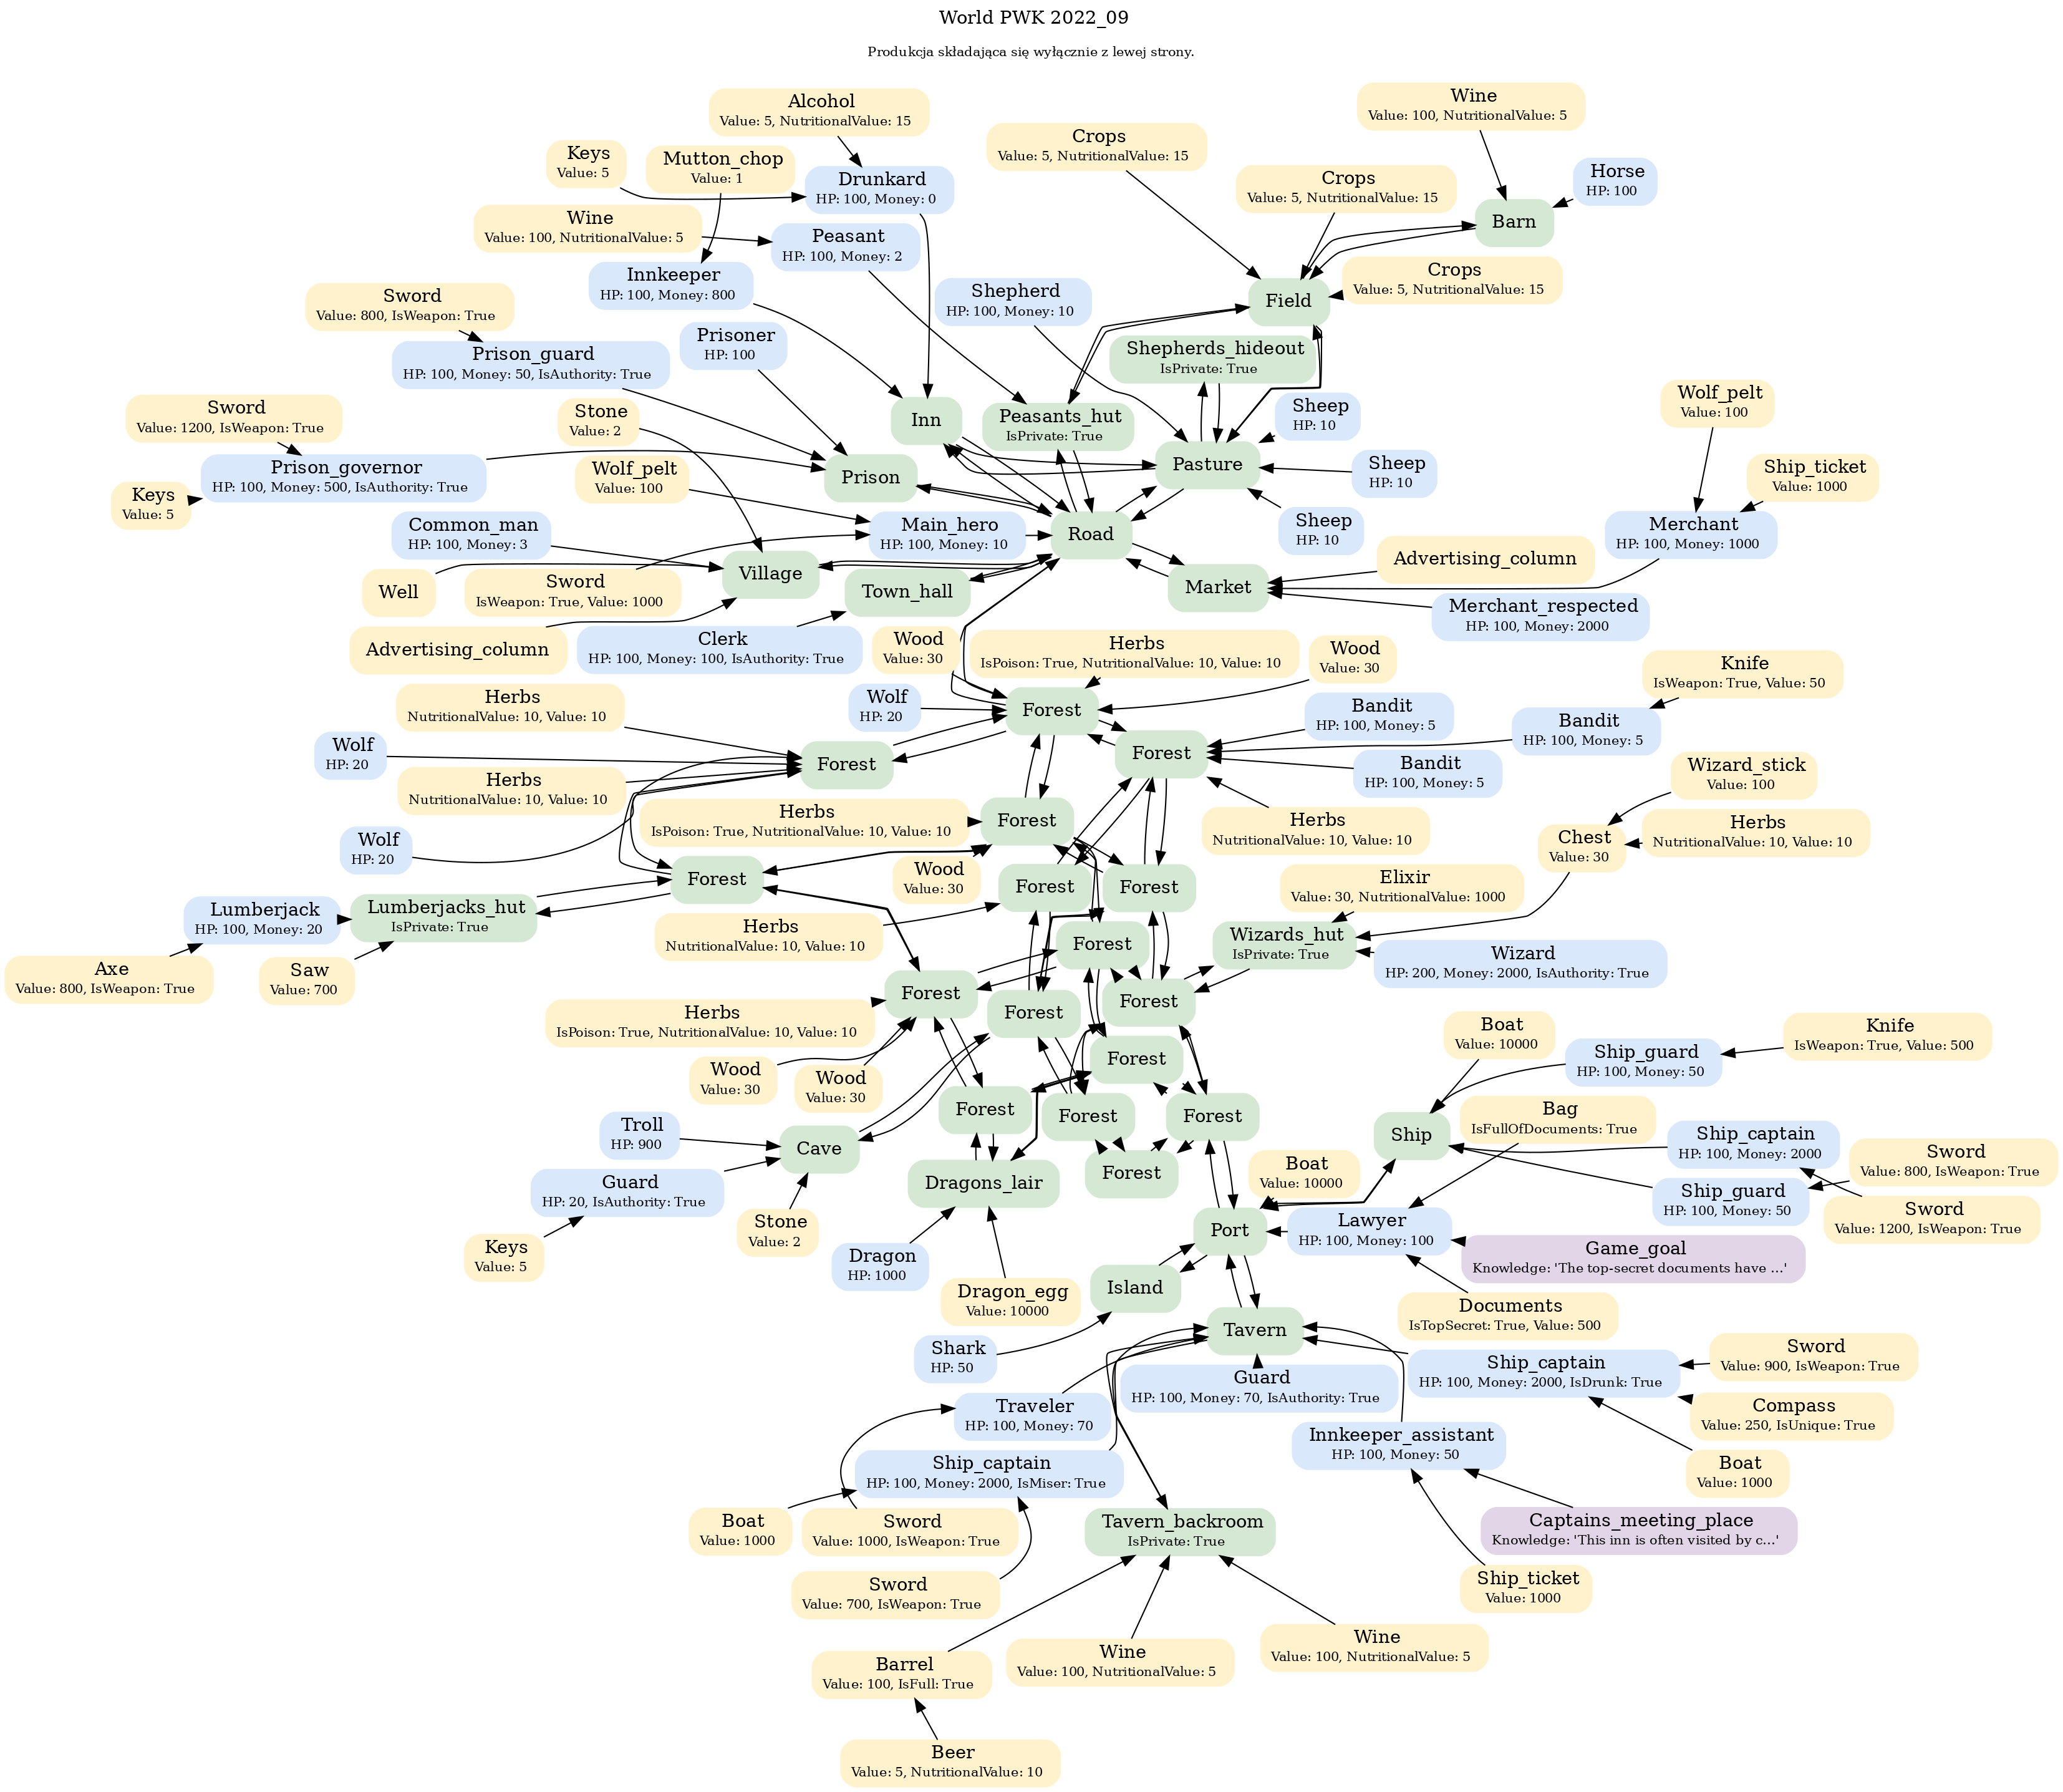 World PWK 2022_09
Produkcja składająca się wyłącznie z lewej strony.
Alcohol
Value: 5, NutritionalValue: 15
Wine
Value: 100, NutritionalValue: 5
Crops
Value: 5, NutritionalValue: 15
Keys
Value: 5
Mutton_chop
Value: 1
Drunkard
HP: 100, Money: 0
Horse
HP: 100
Crops
Value: 5, NutritionalValue: 15
Wine
Value: 100, NutritionalValue: 5
Peasant
HP: 100, Money: 2
Barn
Innkeeper
HP: 100, Money: 800
Shepherd
HP: 100, Money: 10
Field
Crops
Value: 5, NutritionalValue: 15
Sword
Value: 800, IsWeapon: True
Prisoner
HP: 100
Prison_guard
HP: 100, Money: 50, IsAuthority: True
Shepherds_hideout
IsPrivate: True
Sword
Value: 1200, IsWeapon: True
Stone
Value: 2
Inn
Peasants_hut
IsPrivate: True
Sheep
HP: 10
Wolf_pelt
Value: 100
Prison_governor
HP: 100, Money: 500, IsAuthority: True
Wolf_pelt
Value: 100
Prison
Pasture
Sheep
HP: 10
Ship_ticket
Value: 1000
Keys
Value: 5
Common_man
HP: 100, Money: 3
Main_hero
HP: 100, Money: 10
Road
Sheep
HP: 10
Merchant
HP: 100, Money: 1000
Well
Sword
IsWeapon: True, Value: 1000
Village
Town_hall
Market
Advertising_column
Merchant_respected
HP: 100, Money: 2000
Advertising_column
Clerk
HP: 100, Money: 100, IsAuthority: True
Wood
Value: 30
Herbs
IsPoison: True, NutritionalValue: 10, Value: 10
Wood
Value: 30
Knife
IsWeapon: True, Value: 50
Herbs
NutritionalValue: 10, Value: 10
Wolf
HP: 20
Forest
Bandit
HP: 100, Money: 5
Bandit
HP: 100, Money: 5
Wolf
HP: 20
Forest
Forest
Bandit
HP: 100, Money: 5
Herbs
NutritionalValue: 10, Value: 10
Wizard_stick
Value: 100
Herbs
IsPoison: True, NutritionalValue: 10, Value: 10
Forest
Herbs
NutritionalValue: 10, Value: 10
Wolf
HP: 20
Chest
Value: 30
Herbs
NutritionalValue: 10, Value: 10
Forest
Wood
Value: 30
Forest
Forest
Elixir
Value: 30, NutritionalValue: 1000
Lumberjack
HP: 100, Money: 20
Lumberjacks_hut
IsPrivate: True
Herbs
NutritionalValue: 10, Value: 10
Forest
Wizards_hut
IsPrivate: True
Wizard
HP: 200, Money: 2000, IsAuthority: True
Axe
Value: 800, IsWeapon: True
Saw
Value: 700
Forest
Forest
Forest
Herbs
IsPoison: True, NutritionalValue: 10, Value: 10
Boat
Value: 10000
Knife
IsWeapon: True, Value: 500
Wood
Value: 30
Wood
Value: 30
Forest
Ship_guard
HP: 100, Money: 50
Forest
Forest
Forest
Bag
IsFullOfDocuments: True
Troll
HP: 900
Cave
Ship
Ship_captain
HP: 100, Money: 2000
Sword
Value: 800, IsWeapon: True
Guard
HP: 20, IsAuthority: True
Dragons_lair
Forest
Boat
Value: 10000
Ship_guard
HP: 100, Money: 50
Stone
Value: 2
Port
Lawyer
HP: 100, Money: 100
Sword
Value: 1200, IsWeapon: True
Keys
Value: 5
Dragon
HP: 1000
Game_goal
Knowledge: 'The top-secret documents have ...'
Dragon_egg
Value: 10000
Island
Documents
IsTopSecret: True, Value: 500
Tavern
Shark
HP: 50
Guard
HP: 100, Money: 70, IsAuthority: True
Ship_captain
HP: 100, Money: 2000, IsDrunk: True
Sword
Value: 900, IsWeapon: True
Traveler
HP: 100, Money: 70
Compass
Value: 250, IsUnique: True
Innkeeper_assistant
HP: 100, Money: 50
Ship_captain
HP: 100, Money: 2000, IsMiser: True
Boat
Value: 1000
Boat
Value: 1000
Sword
Value: 1000, IsWeapon: True
Tavern_backroom
IsPrivate: True
Captains_meeting_place
Knowledge: 'This inn is often visited by c...'
Sword
Value: 700, IsWeapon: True
Ship_ticket
Value: 1000
Barrel
Value: 100, IsFull: True
Wine
Value: 100, NutritionalValue: 5
Wine
Value: 100, NutritionalValue: 5
Beer
Value: 5, NutritionalValue: 10